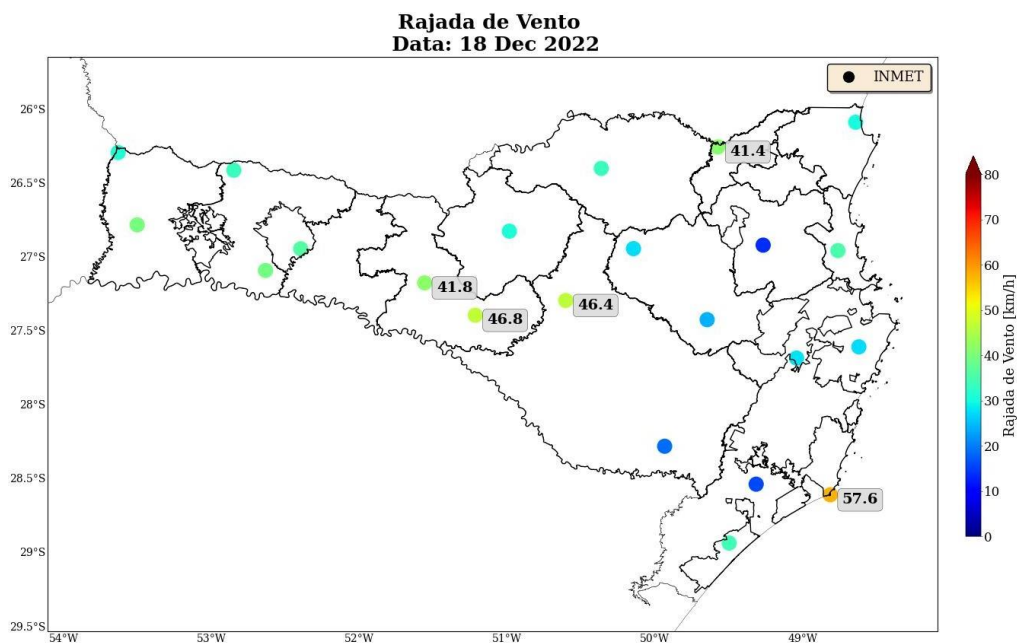 Rajada de Vento
Data: 18 Dec 2022
INMET
26°S
26.5°S
27°S
27.5°S
28°S
28.5°S
29°S
29.5°S
54°W
53°W
52°W
51°W
50°W
49°W
41.4
41.8
46.8
46.4
57.6
80
70
60
50
40
30
20
10
0
Rajada de Vento [km/h]